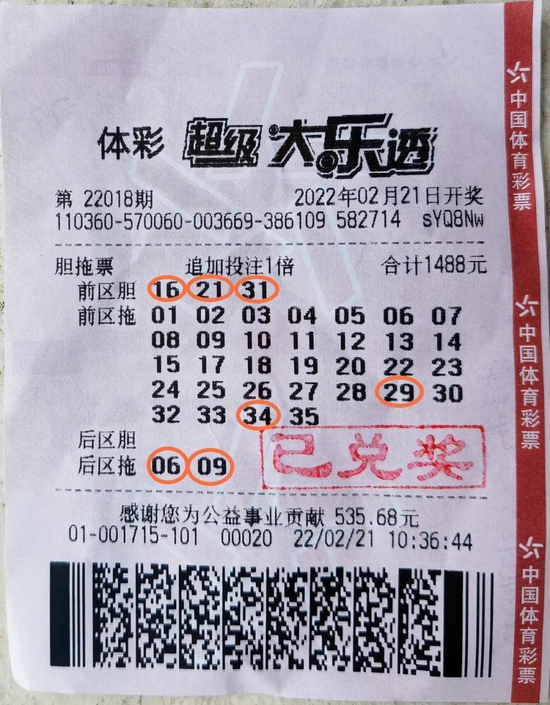 体彩 超级大乐透
第 22018期 2022年02月21日开奖
110360-570060-003669-386109 582714 sYQ8Nw
胆拖票 追加投注1倍 合计1488元
前区胆 16 21 31
前区拖 01 02 03 04 05 06 07
08 09 10 11 12 13 14
15 17 18 19 20 22 23
24 25 26 27 28 29 30
32 33 34 35
后区胆
后区拖 06 09
已兑奖
感谢您为公益事业贡献 535.68元
01-001715-101 00020 22/02/21 10:36:44
中国体育彩票
中国体育彩票
中国体育彩票